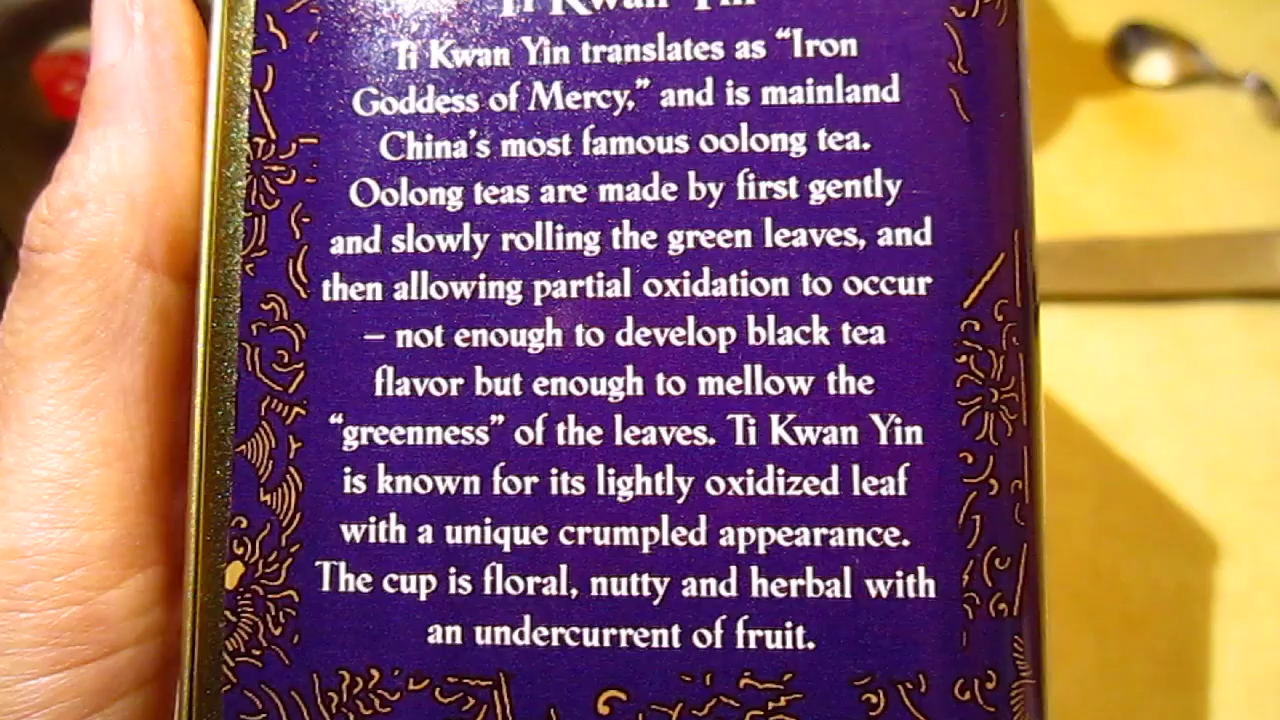 Ti Kwan Yin
Ti Kwan Yin translates as “Iron
Goddess of Mercy,” and is mainland
China's most famous oolong tea.
Oolong teas are made by first gently
and slowly rolling the green leaves, and
then allowing partial oxidation to occur
– not enough to develop black tea
flavor but enough to mellow the
“greenness” of the leaves. Ti Kwan Yin
is known for its lightly oxidized leaf
with a unique crumpled appearance.
The cup is floral, nutty and herbal with
an undercurrent of fruit.